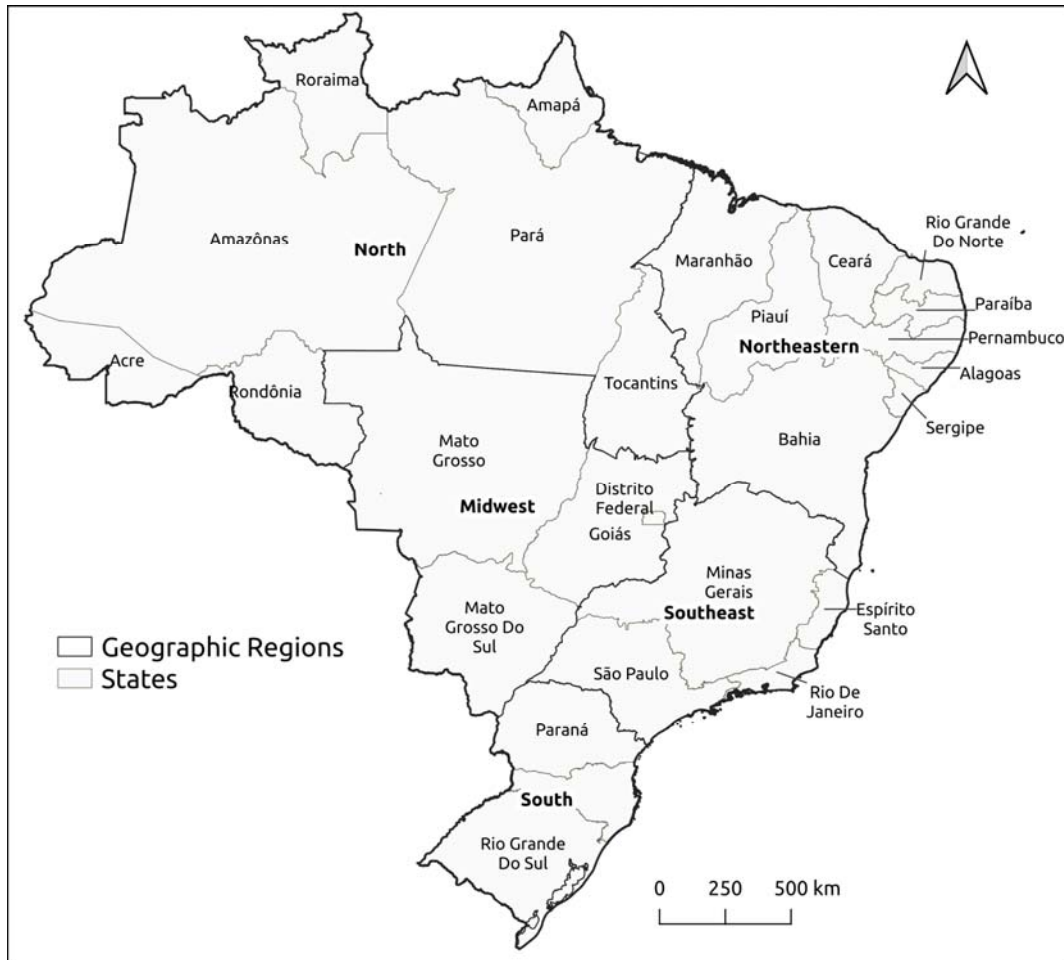 Roraima
Amapá
Rio Grande
Do Norte
Amazônas
North
Pará
Maranhão
Ceará
Paraíba
Piauí
Northeastern
Pernambuco
Acre
Alagoas
Rondônia
Tocantins
Sergipe
Bahia
Mato
Grosso
Midwest
Distrito
Federal
Goiás
Minas
Gerais
Southeast
Espírito
Santo
Mato
Grosso Do
Sul
Geographic Regions
States
São Paulo
Rio De
Janeiro
Paraná
South
Rio Grande
Do Sul
0 250 500 km